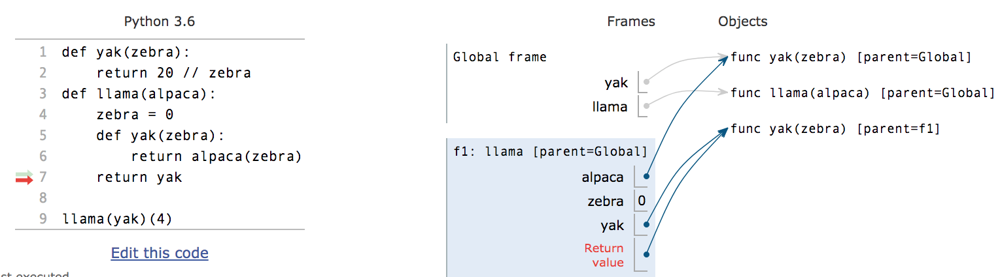 Python 3.6
1 def yak(zebra):
2     return 20 // zebra
3 def llama(alpaca):
4     zebra = 0
5     def yak(zebra):
6         return alpaca(zebra)
7     return yak
8
9 llama(yak)(4)
Edit this code
executed
Frames
Objects
Global frame
yak
llama
func yak(zebra) [parent=Global]
func llama(alpaca) [parent=Global]
func yak(zebra) [parent=f1]
f1: llama [parent=Global]
alpaca
zebra 0
yak
Return
value